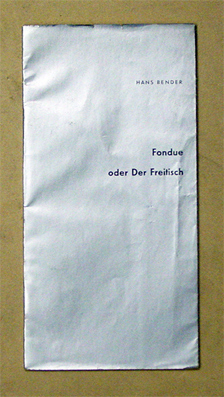 HANS BENDER
Fondue
oder Der Freitisch